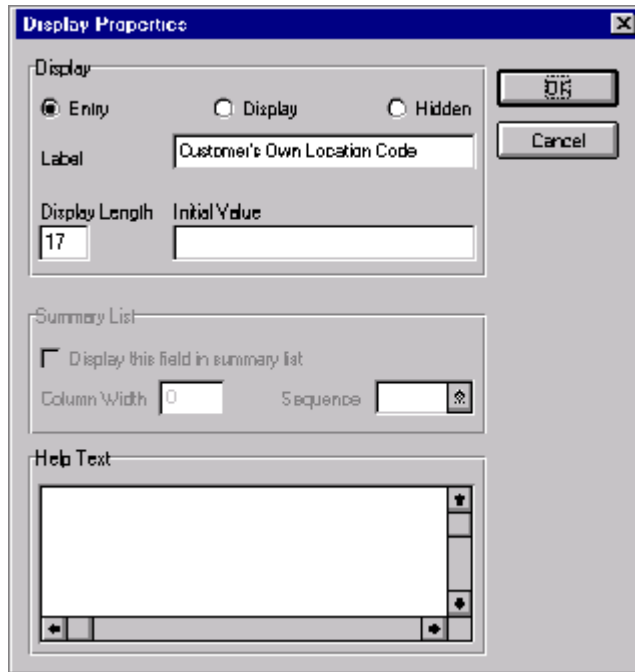 Display Properties
Display
OK
Entry Display Hidden
Cancel
Label Customer's Own Location Code
Display Length Initial Value
17
Summary List
Display this field in summary list
Column Width 0 Sequence
Help Text